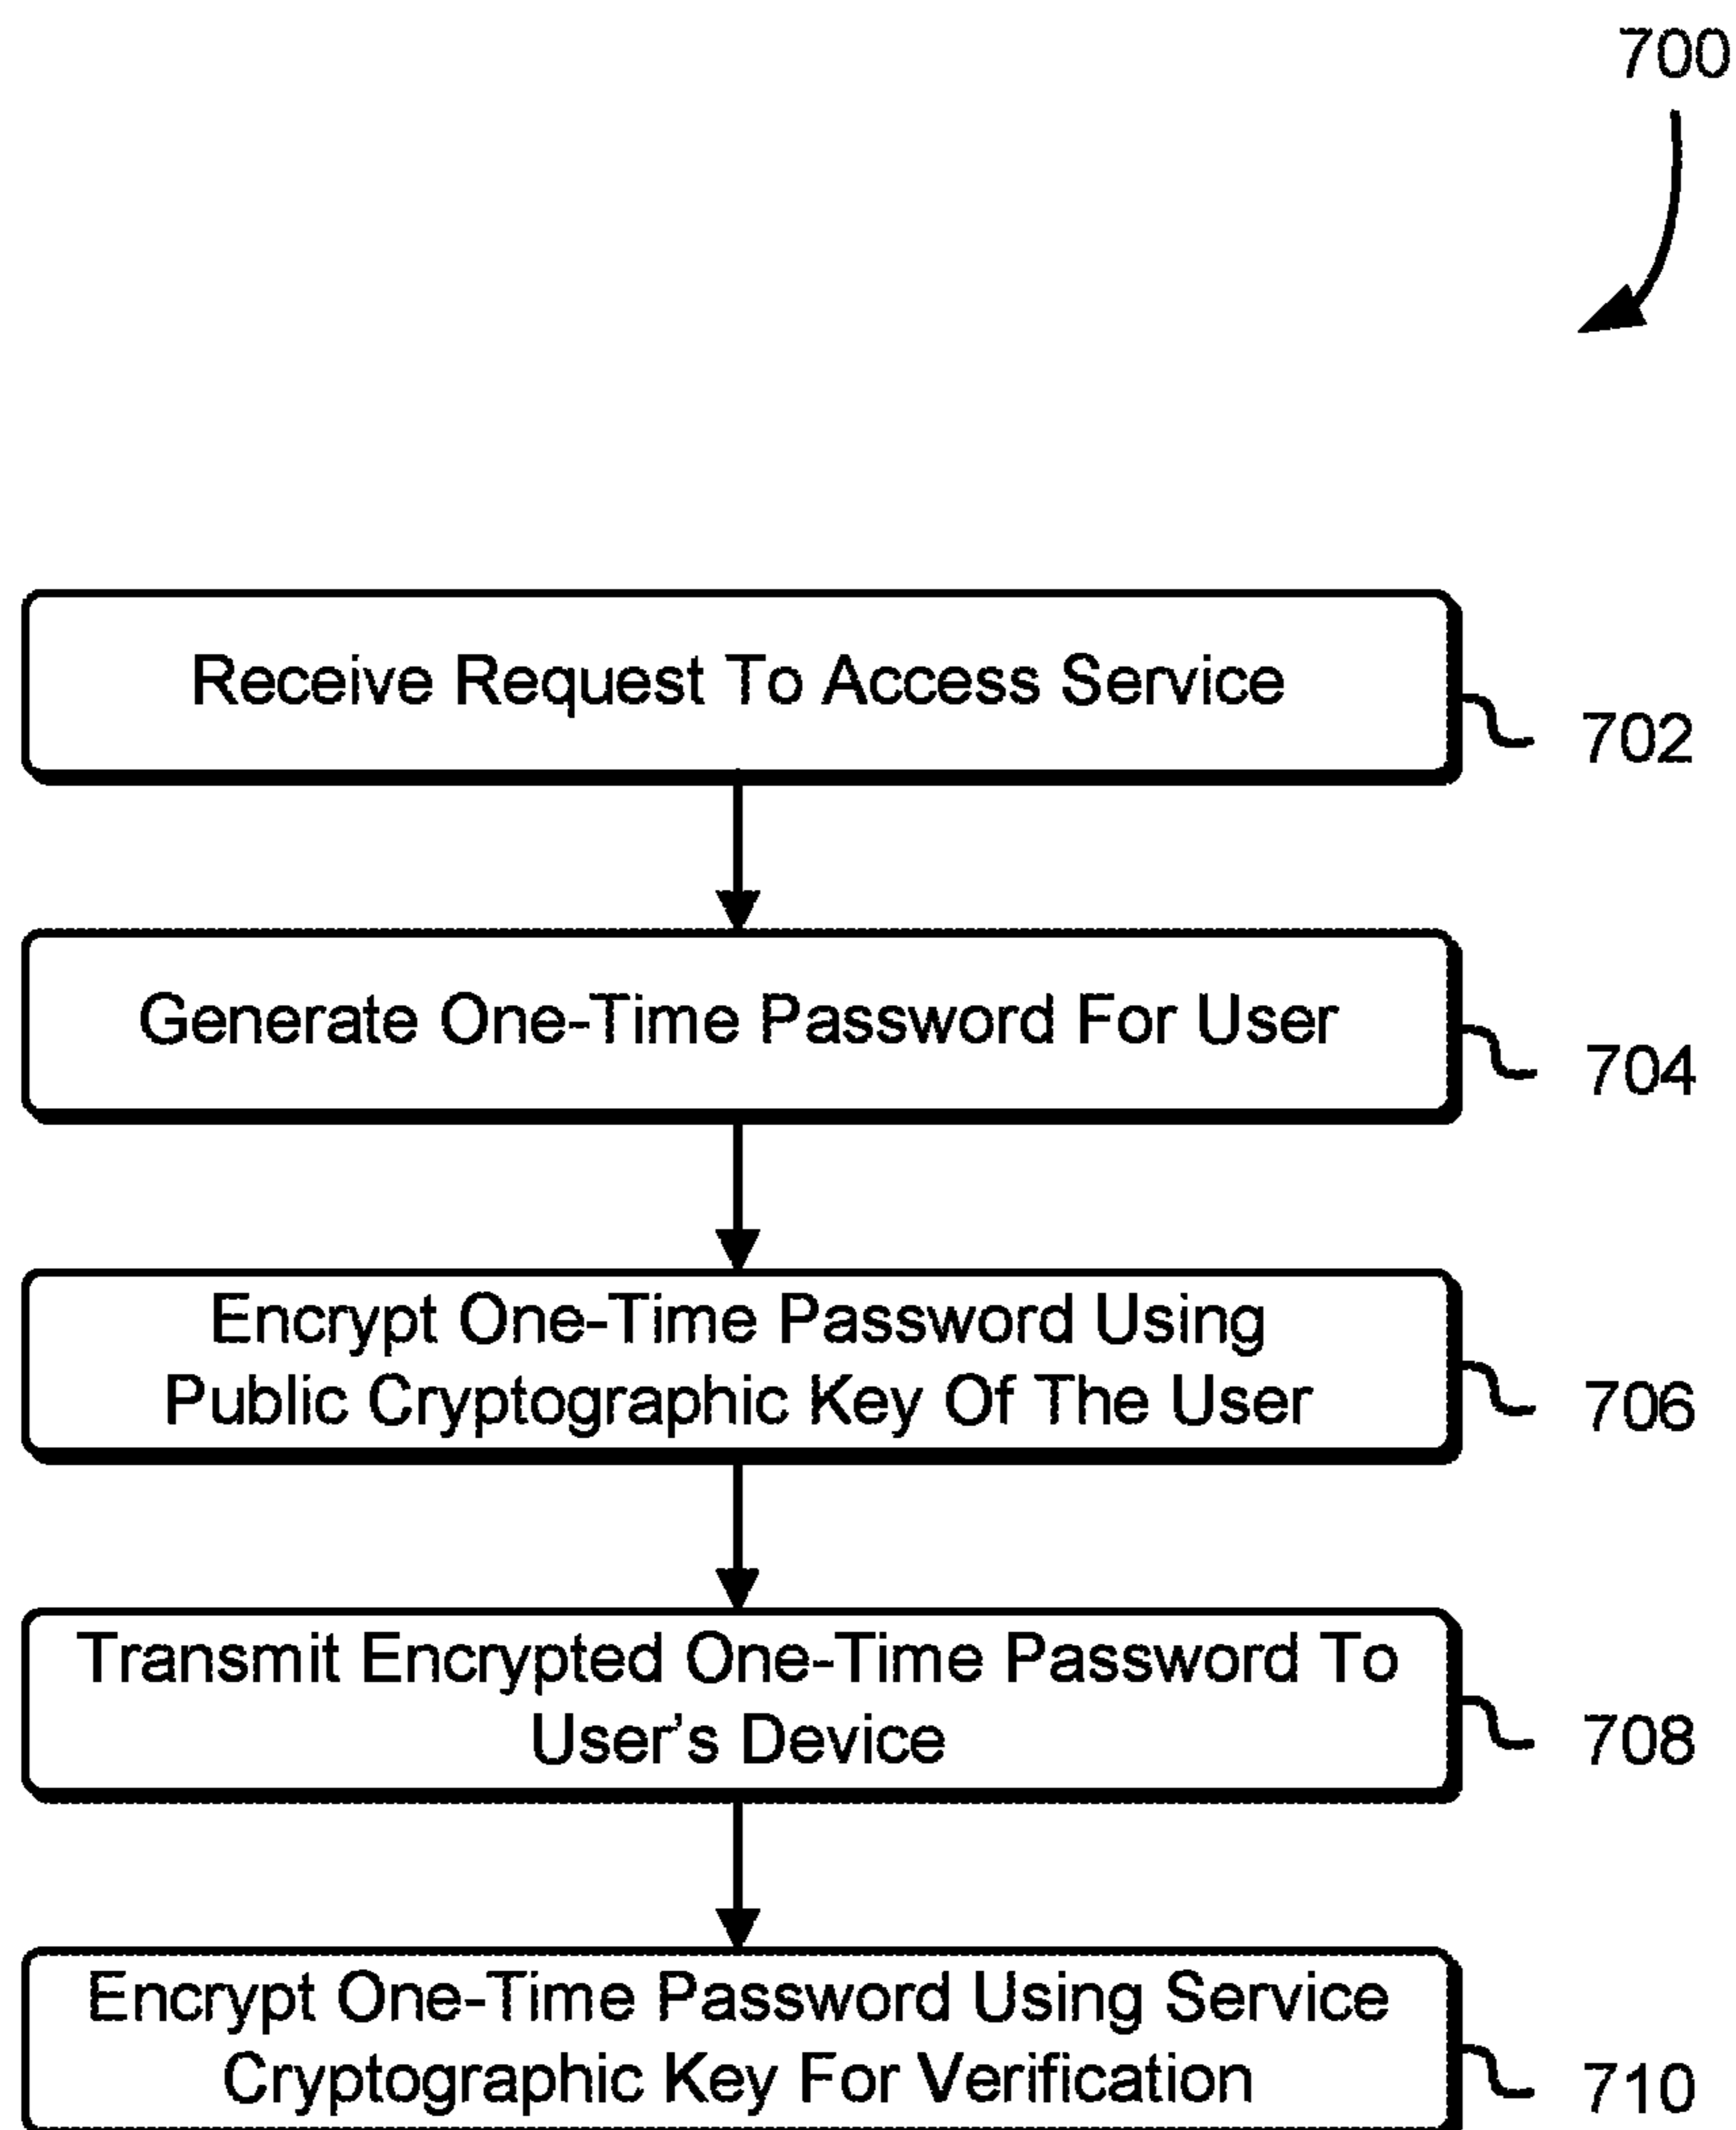 700
Receive Request To Access Service
702
Generate One-Time Password For User
704
Encrypt One-Time Password Using
Public Cryptographic Key Of The User
706
Transmit Encrypted One-Time Password To
User's Device
708
Encrypt One-Time Password Using Service
Cryptographic Key For Verification
710